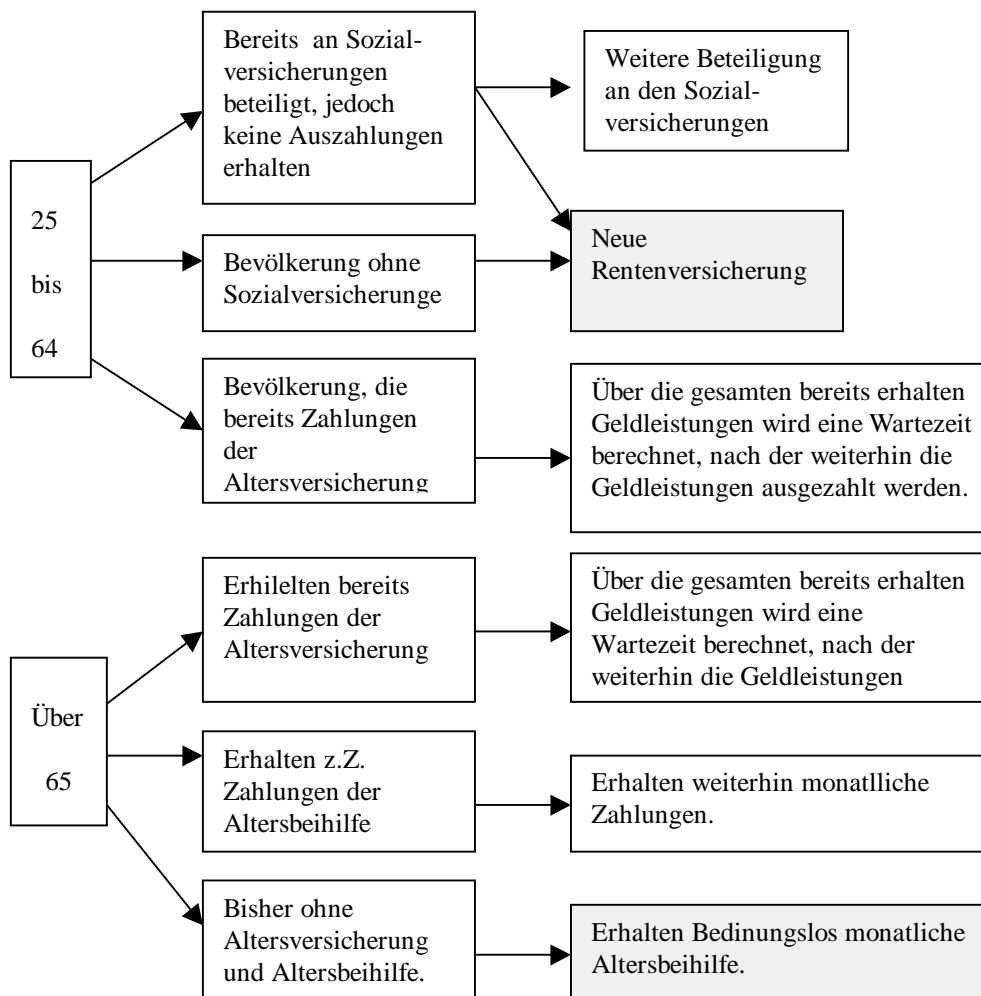 Bereits an Sozial-
versicherungen
beteiligt, jedoch
keine Auszahlungen
erhalten
Weitere Beteiligung
an den Sozial-
versicherungen
25
bis
64
Bevölkerung ohne
Sozialversicherunge
Neue
Rentenversicherung
Bevölkerung, die
bereits Zahlungen
der
Altersversicherung
Über die gesamten bereits erhalten
Geldleistungen wird eine Wartezeit
berechnet, nach der weiterhin die
Geldleistungen ausgezahlt werden.
Über
65
Erhilelten bereits
Zahlungen der
Altersversicherung
Über die gesamten bereits erhalten
Geldleistungen wird eine
Wartezeit berechnet, nach der
weiterhin die Geldleistungen
Erhalten z.Z.
Zahlungen der
Altersbeihilfe
Erhalten weiterhin monatlliche
Zahlungen.
Bisher ohne
Altersversicherung
und Altersbeihilfe.
Erhalten Bedinungslos monatliche
Altersbeihilfe.